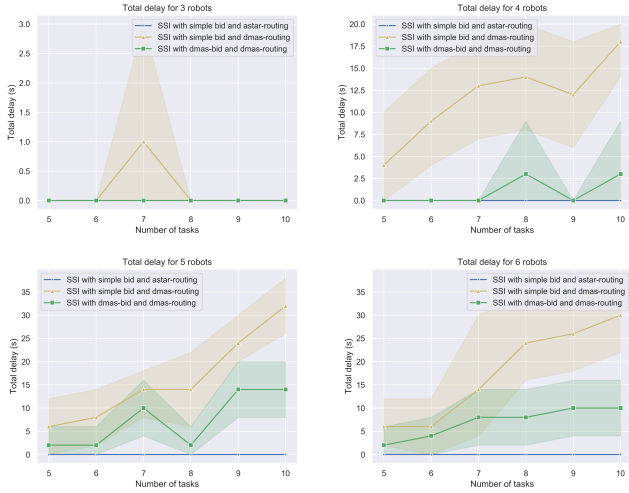 Total delay for 3 robots
SSI with simple bid and astar-routing
SSI with simple bid and dmas-routing
SSI with dmas-bid and dmas-routing
Total delay (s)
3.0
2.5
2.0
1.5
1.0
0.5
0.0
5 6 7 8 9 10
Number of tasks
Total delay for 4 robots
SSI with simple bid and astar-routing
SSI with simple bid and dmas-routing
SSI with dmas-bid and dmas-routing
Total delay (s)
20.0
17.5
15.0
12.5
10.0
7.5
5.0
2.5
0.0
5 6 7 8 9 10
Number of tasks
Total delay for 5 robots
SSI with simple bid and astar-routing
SSI with simple bid and dmas-routing
SSI with dmas-bid and dmas-routing
Total delay (s)
35
30
25
20
15
10
5
0
5 6 7 8 9 10
Number of tasks
Total delay for 6 robots
SSI with simple bid and astar-routing
SSI with simple bid and dmas-routing
SSI with dmas-bid and dmas-routing
Total delay (s)
35
30
25
20
15
10
5
0
5 6 7 8 9 10
Number of tasks